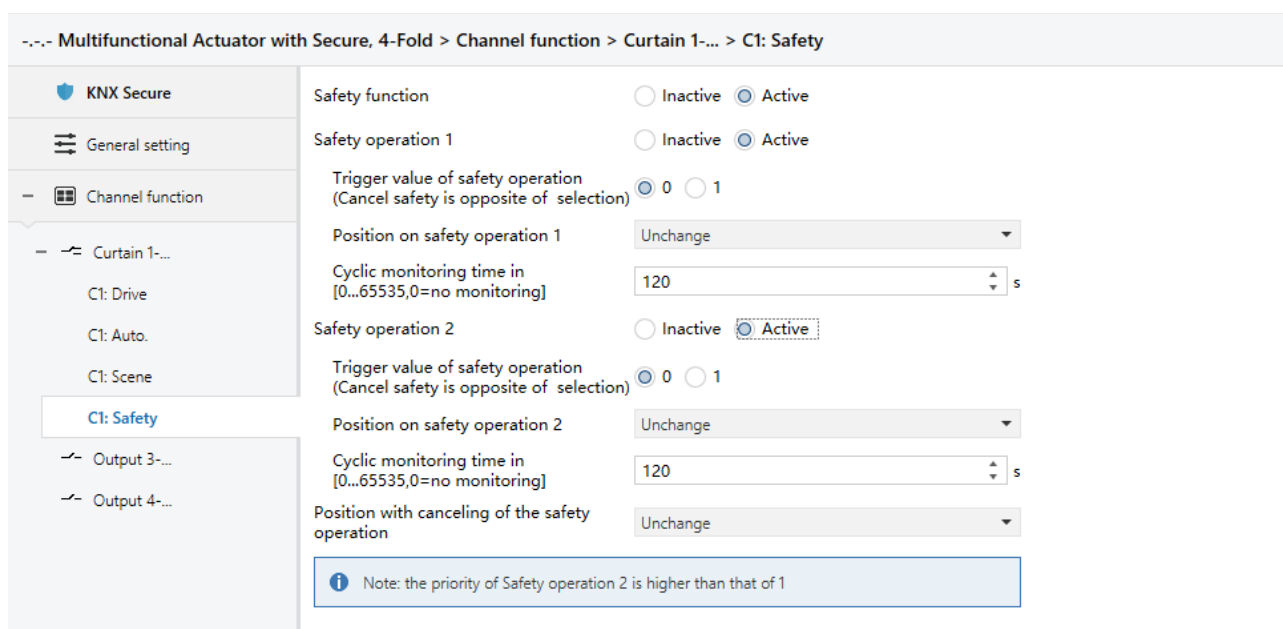 -.-.- Multifunctional Actuator with Secure, 4-Fold > Channel function > Curtain 1-... > C1: Safety
KNX Secure
General setting
Channel function
Curtain 1-...
C1: Drive
C1: Auto.
C1: Scene
C1: Safety
Output 3-...
Output 4-...
Safety function Inactive Active
Safety operation 1 Inactive Active
Trigger value of safety operation
(Cancel safety is opposite of selection) 0 1
Position on safety operation 1 Unchange
Cyclic monitoring time in
[0...65535,0=no monitoring] 120 s
Safety operation 2 Inactive Active
Trigger value of safety operation
(Cancel safety is opposite of selection) 0 1
Position on safety operation 2 Unchange
Cyclic monitoring time in
[0...65535,0=no monitoring] 120 s
Position with canceling of the safety
operation Unchange
Note: the priority of Safety operation 2 is higher than that of 1